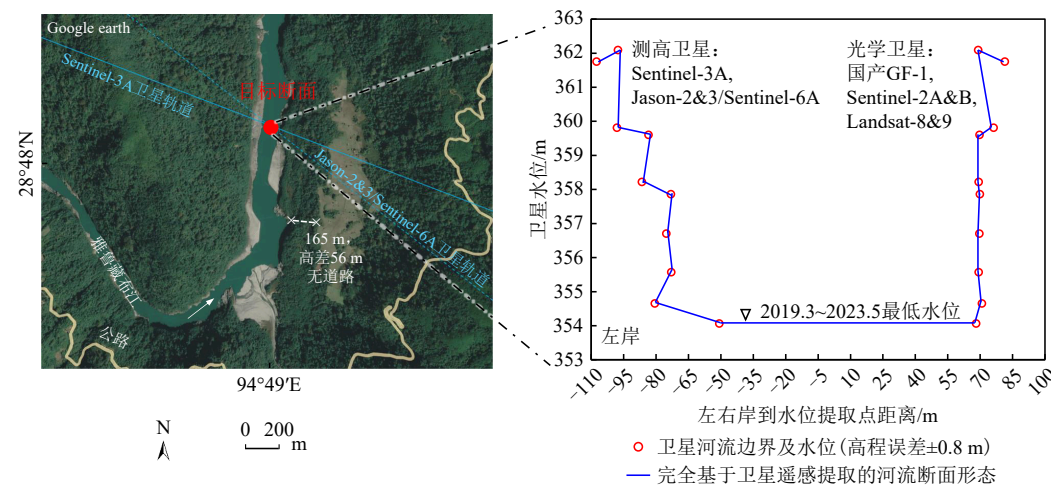 Google earth
Sentinel-3A卫星轨道
目标断面
Jason-2&3/Sentinel-6A卫星轨道
165 m,
高差56 m
无道路
雅鲁藏布江
公路
28°48′N
94°49′E
N
0 200
m
363
362
360
359
358
357
356
354
353
卫星水位/m
测高卫星：
Sentinel-3A,
Jason-2&3/Sentinel-6A
光学卫星：
国产GF-1,
Sentinel-2A&B,
Landsat-8&9
2019.3~2023.5最低水位
左岸
−110 −95 −80 −65 −50 −35 −20 −5 10 25 40 55 70 85 100
左右岸到水位提取点距离/m
卫星河流边界及水位(高程误差±0.8 m)
完全基于卫星遥感提取的河流断面形态